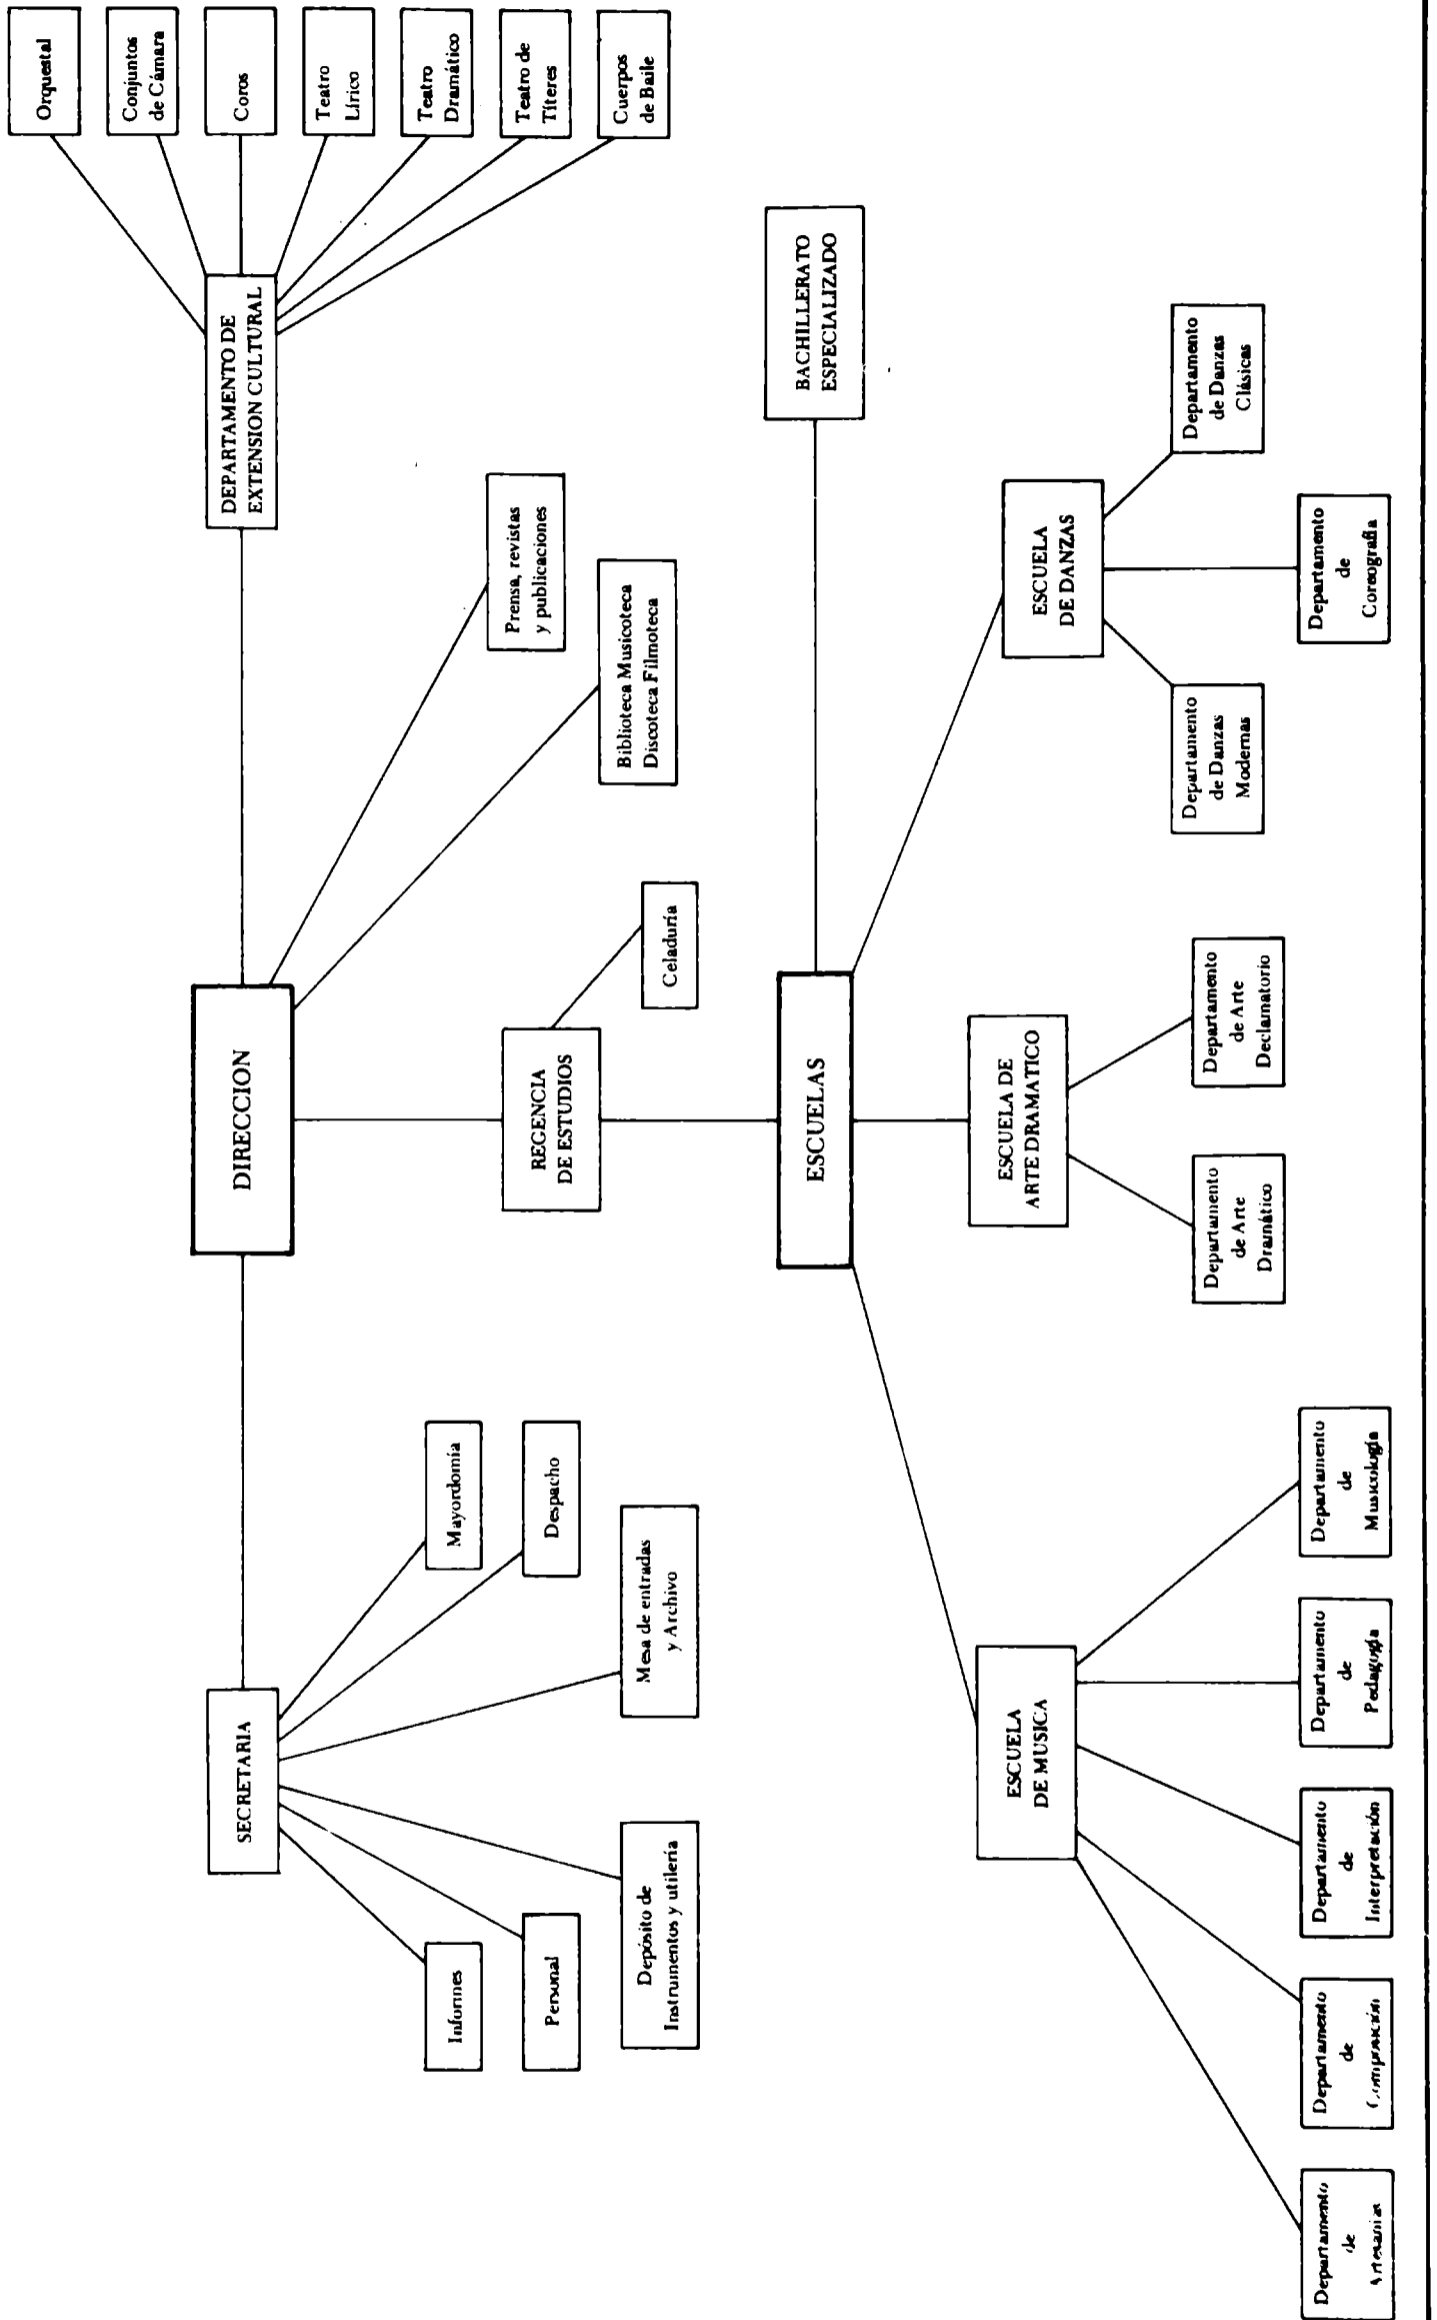 Orquestal
Conjuntos
de Cámara
Coros
Teatro
Lírico
Teatro
Dramático
Teatro de
Títeres
Cuerpos
de Baile
DEPARTAMENTO DE
EXTENSION CULTURAL
DIRECCION
SECRETARIA
Prensa, revistas
y publicaciones
Biblioteca Musicoteca
Discoteca Filmoteca
REGENCIA
DE ESTUDIOS
Celaduría
Mayordomía
Despacho
Mesa de entradas
y Archivo
Depósito de
Instrumentos y utilería
Personal
Informes
ESCUELAS
BACHILLERATO
ESPECIALIZADO
ESCUELA
DE MUSICA
ESCUELA DE
ARTE DRAMATICO
ESCUELA
DE DANZAS
Departamento
de
Artesanías
Departamento
de
Composición
Departamento
de
Interpretación
Departamento
de
Pedagogía
Departamento
de
Musicología
Departamento
de Arte
Dramático
Departamento
de Arte
Declamatorio
Departamento
de Danzas
Modernas
Departamento
de
Coreografía
Departamento
de Danzas
Clásicas